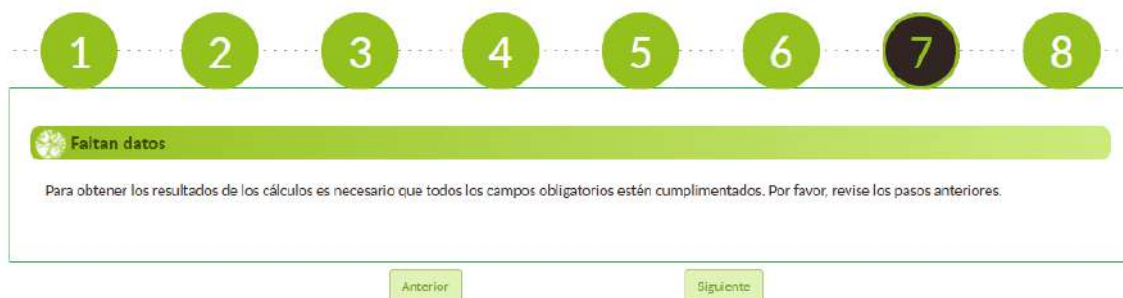 1 2 3 4 5 6 7 8
Faltan datos
Para obtener los resultados de los cálculos es necesario que todos los campos obligatorios estén cumplimentados. Por favor, revise los pasos anteriores.
Anterior Siguiente